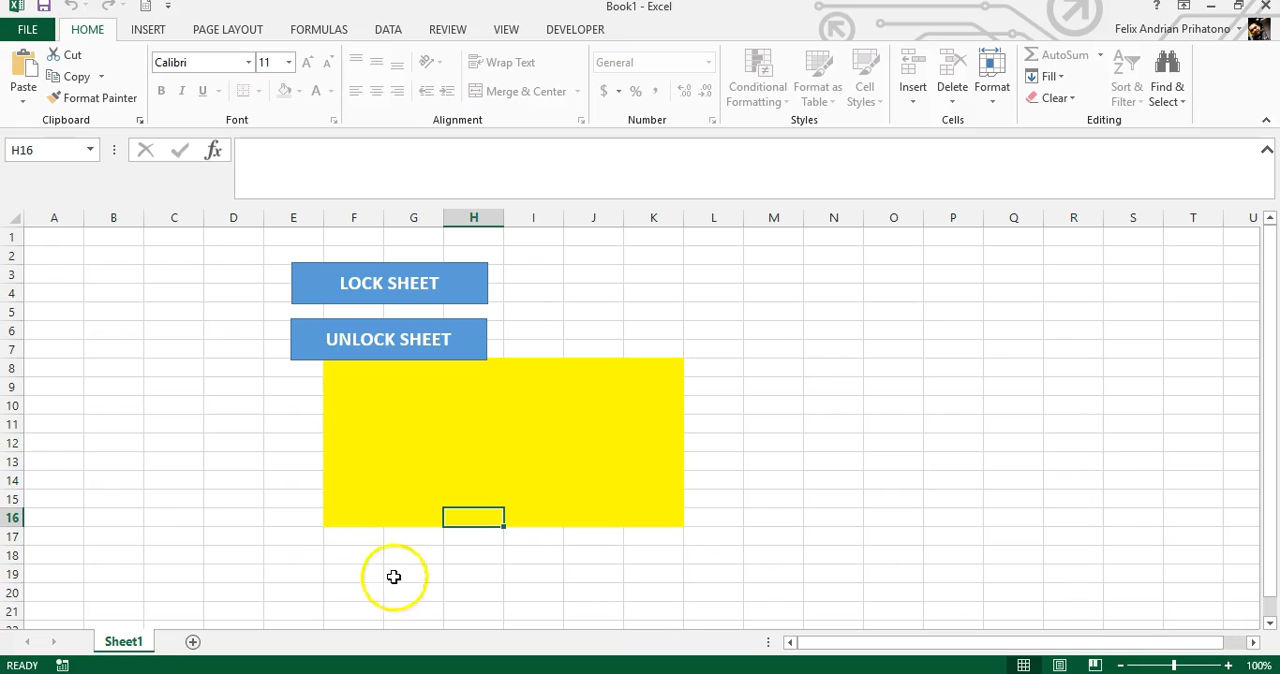 Book1 - Excel
?
FILE HOME INSERT PAGE LAYOUT FORMULAS DATA REVIEW VIEW DEVELOPER
Felix Andrian Prihatono
Paste
Cut
Copy
Format Painter
Clipboard
Calibri 11
A A
B I U A
Font
Wrap Text
Merge & Center
Alignment
General
$ % ,
Number
Conditional
Formatting
Format as
Table
Cell
Styles
Styles
Insert
Delete
Format
Cells
AutoSum
Fill
Clear
Sort &
Filter
Find &
Select
Editing
H16
fx
A B C D E F G H I J K L M N O P Q R S T U
1
2
3
4
5
6
7
8
9
10
11
12
13
14
15
16
17
18
19
20
21
LOCK SHEET
UNLOCK SHEET
Sheet1
READY
100%